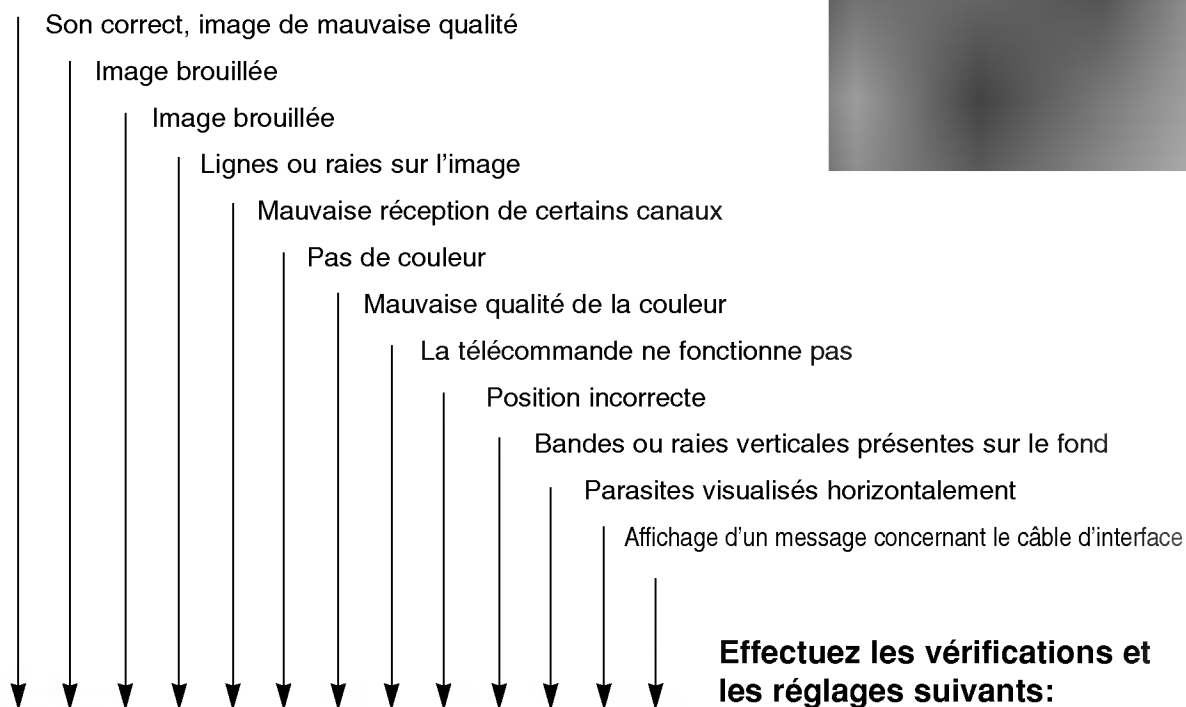 Son correct, image de mauvaise qualité
Image brouillée
Image brouillée
Lignes ou raies sur l'image
Mauvaise réception de certains canaux
Pas de couleur
Mauvaise qualité de la couleur
La télécommande ne fonctionne pas
Position incorrecte
Bandes ou raies verticales présentes sur le fond
Parasites visualisés horizontalement
Affichage d'un message concernant le câble d'interface
Effectuez les vérifications et
les réglages suivants: